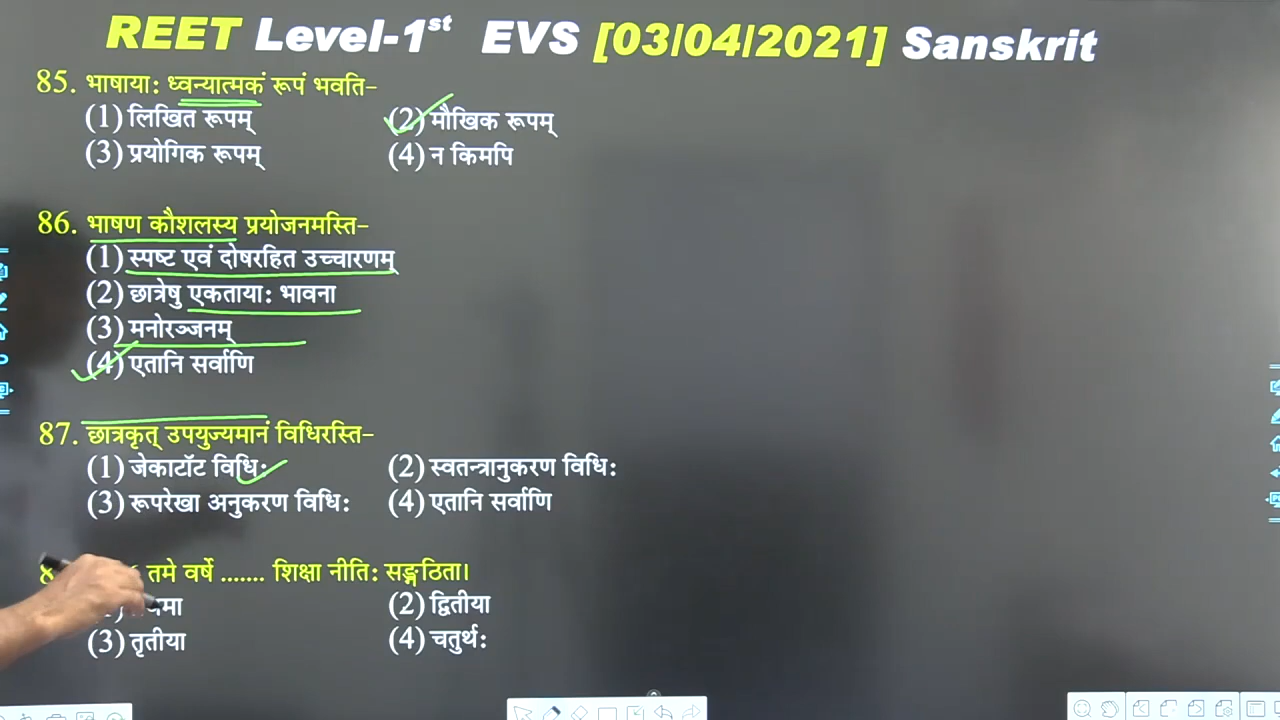 REET Level-1st EVS [03/04/2021] Sanskrit
85. भाषाया: ध्वन्यात्मकं रूपं भवति-
(1) लिखित रूपम् (2) मौखिक रूपम्
(3) प्रयोगिक रूपम् (4) न किमपि
86. भाषण कौशलस्य प्रयोजनमस्ति-
(1) स्पष्ट एवं दोषरहित उच्चारणम्
(2) छात्रेषु एकताया: भावना
(3) मनोरञ्जनम्
(4) एतानि सर्वाणि
87. छात्रकृत् उपयुज्यमानं विधिरस्ति-
(1) जेकाटॉट विधि: (2) स्वतन्त्रानुकरण विधि:
(3) रूपरेखा अनुकरण विधि: (4) एतानि सर्वाणि
तमे वर्षे ....... शिक्षा नीति: सङ्गठिता।
(2) द्वितीया
(3) तृतीया (4) चतुर्थ: